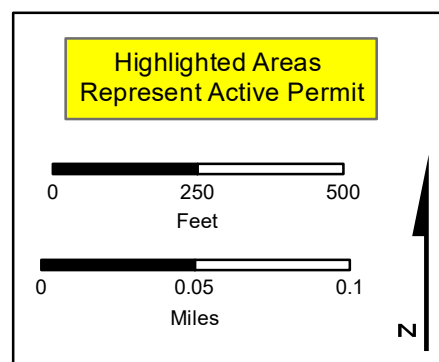 Highlighted Areas
Represent Active Permit
0 250 500
Feet
0 0.05 0.1
Miles
N